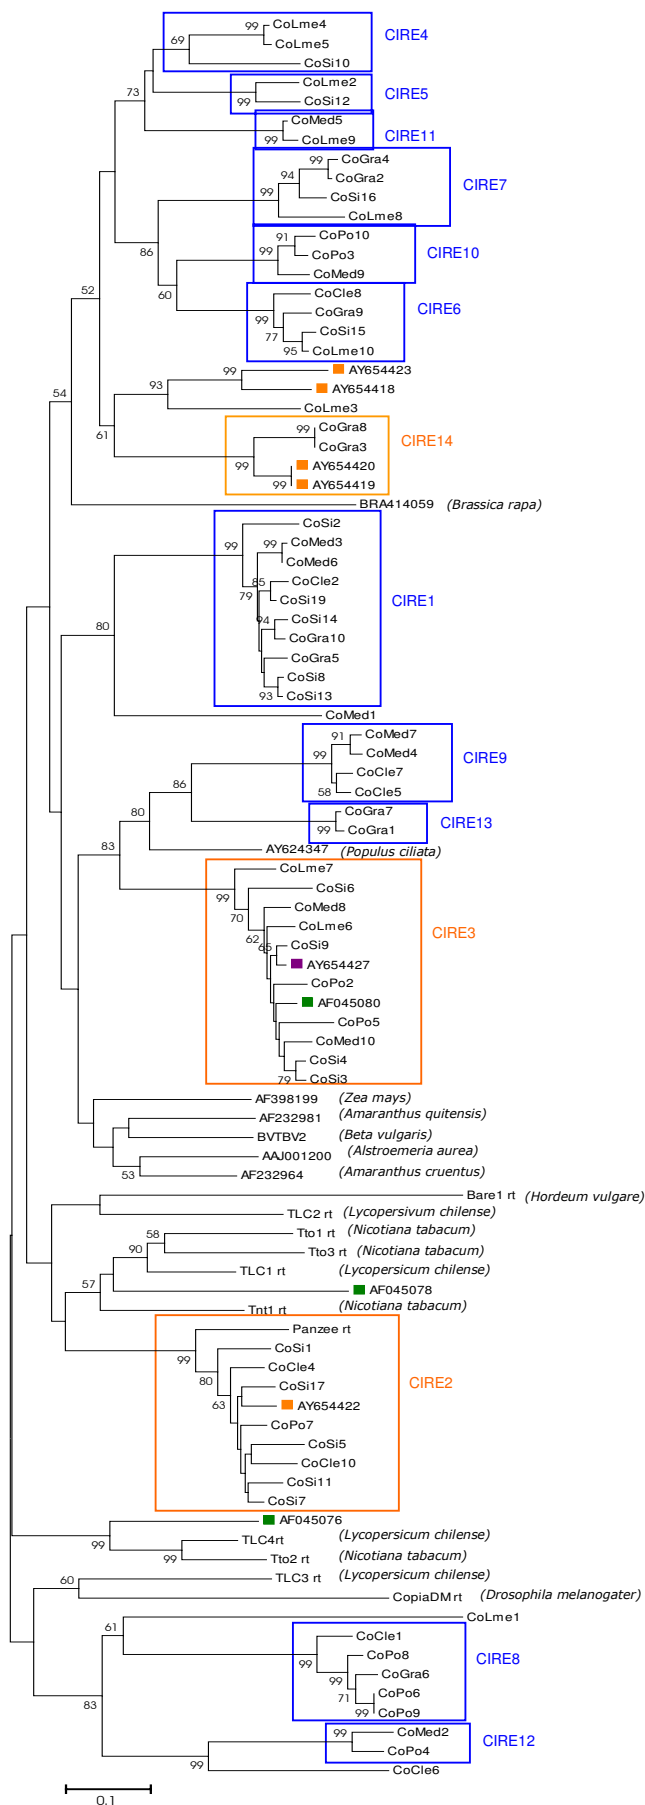 CoLme4
99
CIRE4
69
CoLme5
CoSi10
CoLme2
73
CIRE5
99
CoSi12
CoMed5
CIRE11
99
CoLme9
99
CoGra4
94
CoGra2
CIRE7
99
CoSi16
CoLme8
91
CoPo10
86
99
CoPo3
CIRE10
CoMed9
52
60
CoCle8
99
CoGra9
CIRE6
77
CoSi15
95
CoLme10
99
AY654423
93
AY654418
54
CoLme3
61
99
CoGra8
CoGra3
CIRE14
99
AY654420
99
AY654419
BRA414059 (Brassica rapa)
CoSi2
99
99
CoMed3
CoMed6
85
CoCle2
79
CoSi19
CIRE1
94
CoSi14
80
CoGra10
CoGra5
CoSi8
93
CoSi13
CoMed1
91
CoMed7
99
CoMed4
CIRE9
86
CoCle7
58
CoCle5
80
CoGra7
CIRE13
99
CoGra1
83
AY624347 (Populus ciliata)
CoLme7
99
CoSi6
70
CoMed8
62
CoLme6
CIRE3
65
CoSi9
AY654427
CoPo2
AF045080
CoPo5
CoMed10
CoSi4
79
CoSi3
AF398199 (Zea mays)
AF232981 (Amaranthus quitensis)
BVTBV2 (Beta vulgaris)
AAJ001200 (Alstroemeria aurea)
53
AF232964 (Amaranthus cruentus)
Bare1 rt (Hordeum vulgare)
TLC2 rt (Lycopersivum chilense)
58
Tto1 rt (Nicotiana tabacum)
90
Tto3 rt (Nicotiana tabacum)
TLC1 rt (Lycopersicum chilense)
57
AF045078
Tnt1 rt (Nicotiana tabacum)
Panzee rt
99
CoSi1
80
CoCle4
63
CoSi17
CIRE2
AY654422
CoPo7
CoSi5
CoCle10
CoSi11
CoSi7
AF045076
99
TLC4rt (Lycopersicum chilense)
99
Tto2 rt (Nicotiana tabacum)
60
TLC3 rt (Lycopersicum chilense)
CopiaDM rt (Drosophila melanogater)
CoLme1
61
CoCle1
99
CoPo8
CIRE8
99
CoGra6
71
CoPo6
83
99
CoPo9
99
CoMed2
CIRE12
CoPo4
99
CoCle6
0.1